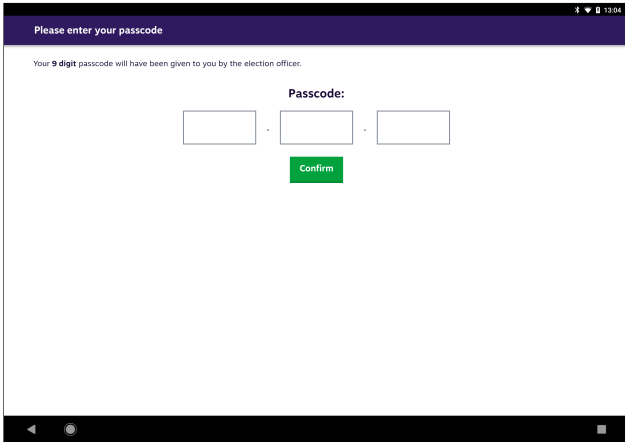 13:04
Please enter your passcode
Your 9 digit passcode will have been given to you by the election officer.
Passcode:
- -
Confirm